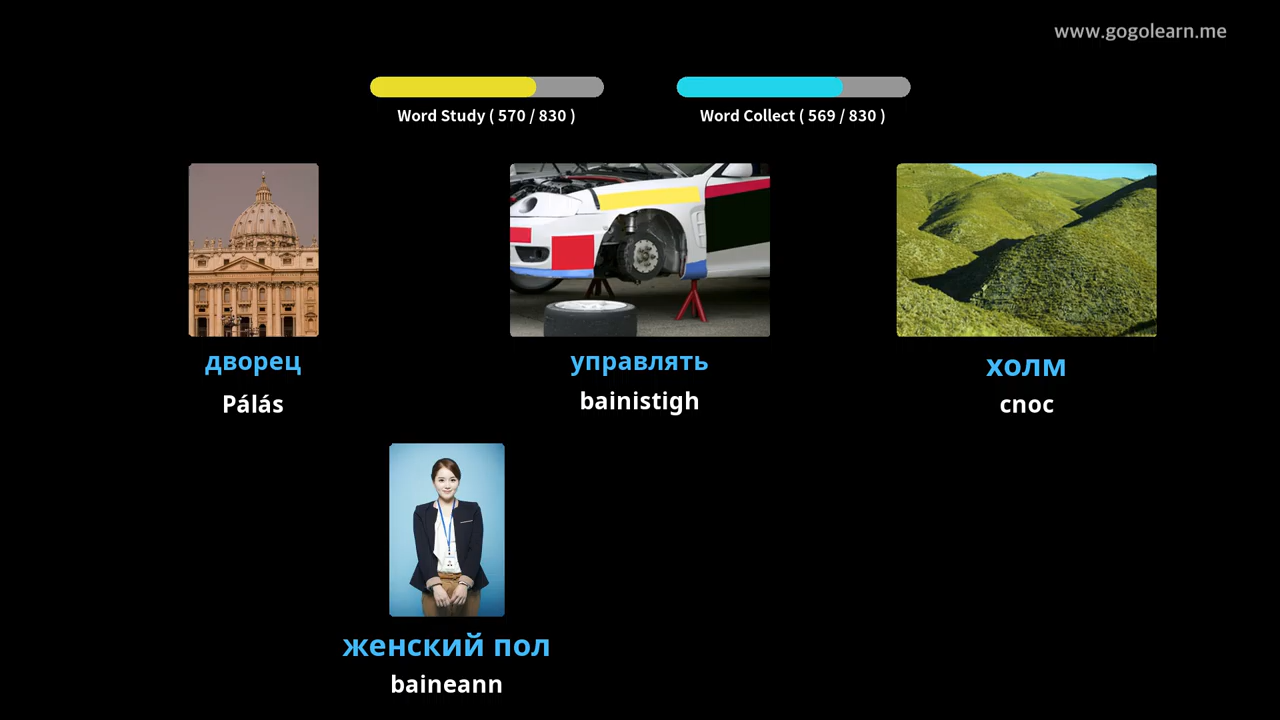 www.gogolearn.me
Word Study ( 570 / 830 )
Word Collect ( 569 / 830 )
дворец
Pálás
управлять
bainistigh
холм
cnoc
женский пол
baineann